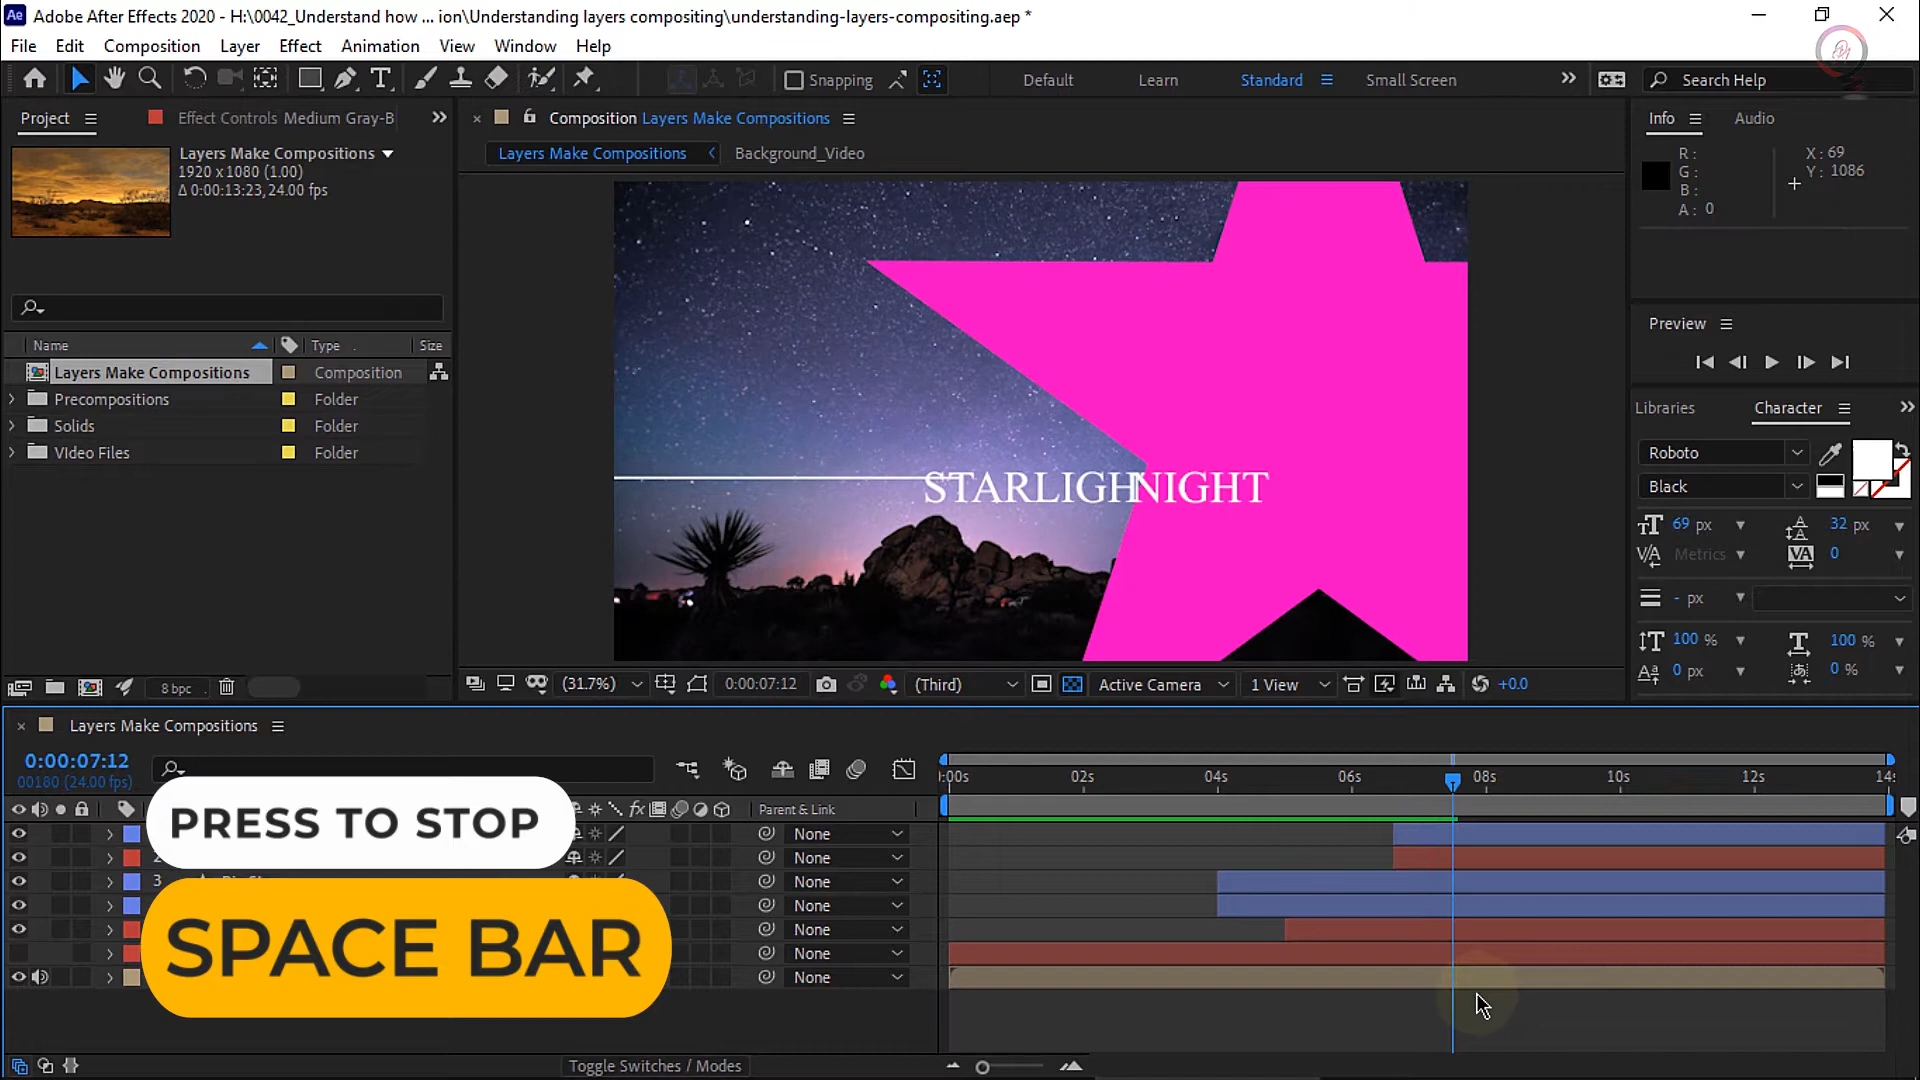 Ae Adobe After Effects 2020 - H:\0042_Understand how ... ion\Understanding layers compositing\understanding-layers-compositing.aep *
File Edit Composition Layer Effect Animation View Window Help
Snapping Default Learn Standard Small Screen Search Help
Project Effect Controls Medium Gray-B
Composition Layers Make Compositions
Info Audio
Layers Make Compositions
1920 x 1080 (1.00)
Δ 0:00:13:23, 24.00 fps
Layers Make Compositions Background_Video
R :
G :
B :
A : 0
X : 69
Y : 1086
Name Type Size
Layers Make Compositions Composition
Precompositions Folder
Solids Folder
VIdeo Files Folder
STARLIGH NIGHT
Preview
Libraries Character
Roboto
Black
69 px 32 px
Metrics 0
- px
100 % 100 %
0 px 0 %
8 bpc
(31.7%) 0:00:07:12 (Third) Active Camera 1 View +0.0
Layers Make Compositions
0:00:07:12
00180 (24.00 fps)
:00s 02s 04s 06s 08s 10s 12s 14s
Parent & Link
None
None
3 None
None
None
None
None
PRESS TO STOP
SPACE BAR
Toggle Switches / Modes